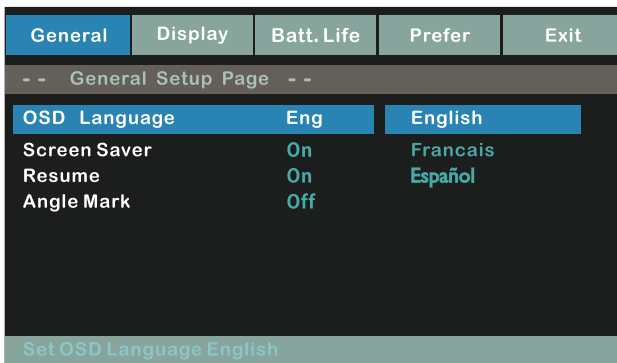 General Display Batt. Life Prefer Exit
-- General Setup Page --
OSD Language Eng English
Screen Saver On Francais
Resume On Español
Angle Mark Off
Set OSD Language English